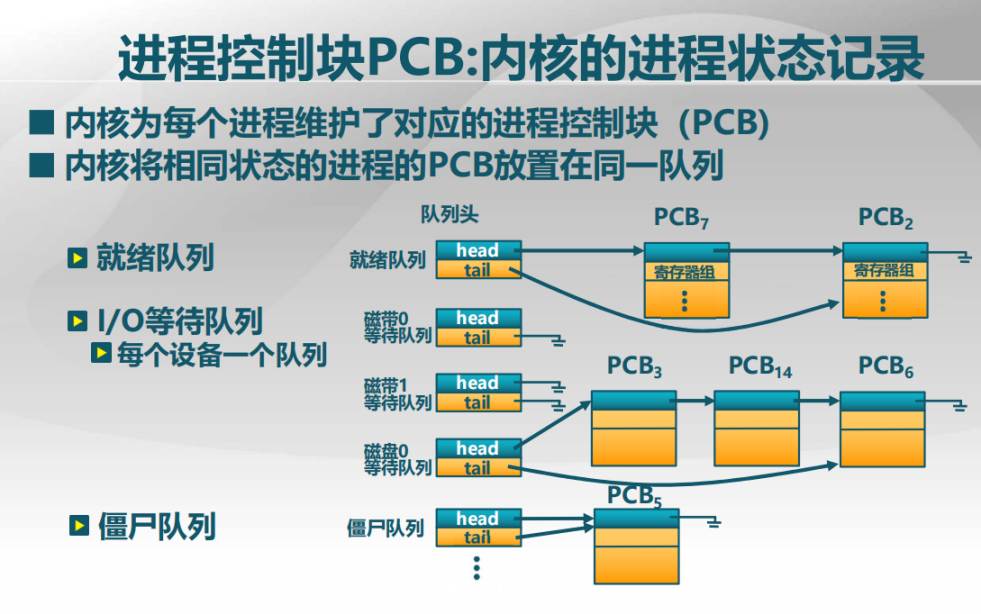 进程控制块PCB:内核的进程状态记录
内核为每个进程维护了对应的进程控制块（PCB)
内核将相同状态的进程的PCB放置在同一队列
就绪队列
I/O等待队列
每个设备一个队列
僵尸队列
队列头
PCB7
PCB2
就绪队列
head
tail
寄存器组
寄存器组
磁带0
等待队列
head
tail
磁带1
等待队列
head
tail
PCB3
PCB14
PCB6
磁盘0
等待队列
head
tail
PCB5
僵尸队列
head
tail